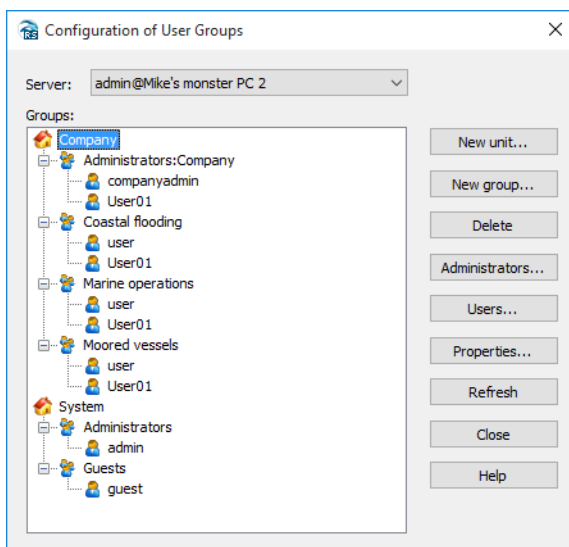 Configuration of User Groups
Server: admin@Mike's monster PC 2
Groups:
Company
Administrators:Company
companyadmin
User01
Coastal flooding
user
User01
Marine operations
user
User01
Moored vessels
user
User01
System
Administrators
admin
Guests
guest
New unit...
New group...
Delete
Administrators...
Users...
Properties...
Refresh
Close
Help